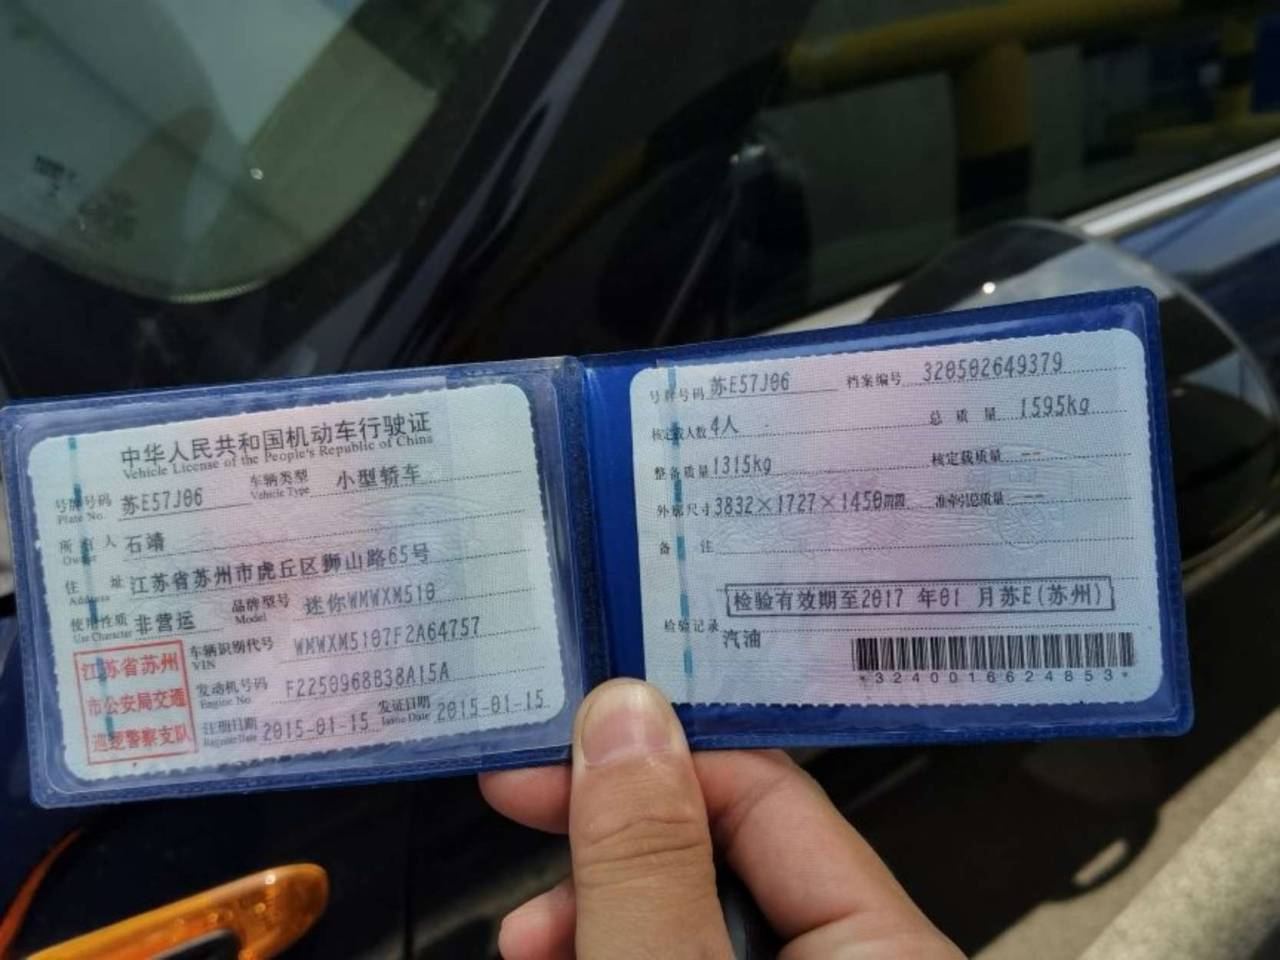 中华人民共和国机动车行驶证
Vehicle License of the People's Republic of China
号牌号码 苏E57J06 车辆类型 小型轿车
Plate No. Vehicle Type
所有人 石靖
Owner
住址 江苏省苏州市虎丘区狮山路65号
Address
使用性质 非营运 品牌型号 迷你WMWXM510
Use Character Model
车辆识别代号 WMWXM5107F2A64757
VIN
发动机号码 F2250968B38A15A
Engine No.
注册日期 2015-01-15 发证日期 2015-01-15
Register Date Issue Date
江苏省苏州
市公安局交通
巡逻警察支队
号牌号码 苏E57J06 档案编号 320502649379
核定载人数 4人 总质量 1595kg
整备质量 1315kg 核定载质量 --
外廓尺寸 3832×1727×1450mm 准牵引总质量 --
备注
检验有效期至2017年01月苏E(苏州)
检验记录
汽油
*3240016624853*